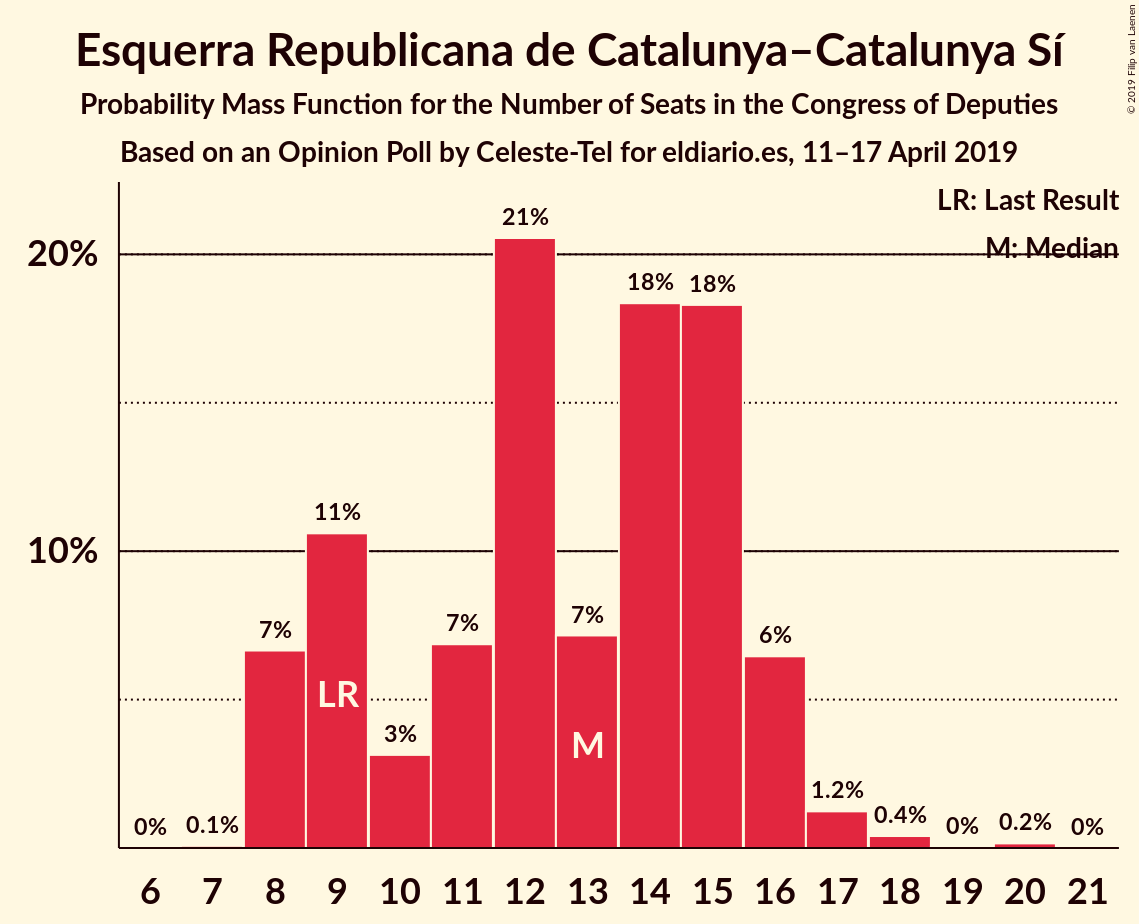 Esquerra Republicana de Catalunya–Catalunya Sí
Probability Mass Function for the Number of Seats in the Congress of Deputies
Based on an Opinion Poll by Celeste-Tel for eldiario.es, 11–17 April 2019
© 2019 Filip van Laenen
LR: Last Result
M: Median
20%
10%
0% 0.1% 7% 11% 3% 7% 21% 7% 18% 18% 6% 1.2% 0.4% 0% 0.2% 0%
LR
M
6 7 8 9 10 11 12 13 14 15 16 17 18 19 20 21